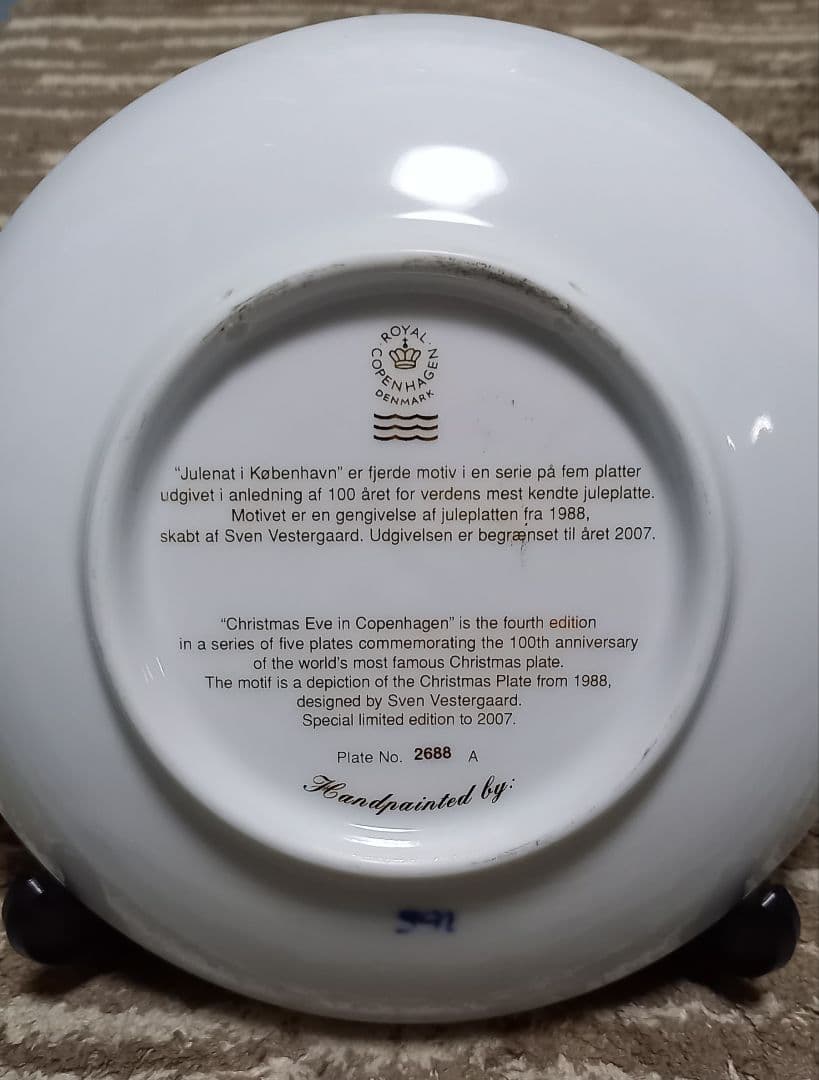 ROYAL COPENHAGEN
DENMARK
“Julenat i København” er fjerde motiv i en serie på fem platter
udgivet i anledning af 100 året for verdens mest kendte juleplatte.
Motivet er en gengivelse af juleplatten fra 1988,
skabt af Sven Vestergaard. Udgivelsen er begrænset til året 2007.
“Christmas Eve in Copenhagen” is the fourth edition
in a series of five plates commemorating the 100th anniversary
of the world's most famous Christmas plate.
The motif is a depiction of the Christmas Plate from 1988,
designed by Sven Vestergaard.
Special limited edition to 2007.
Plate No. 2688 A
Handpainted by: